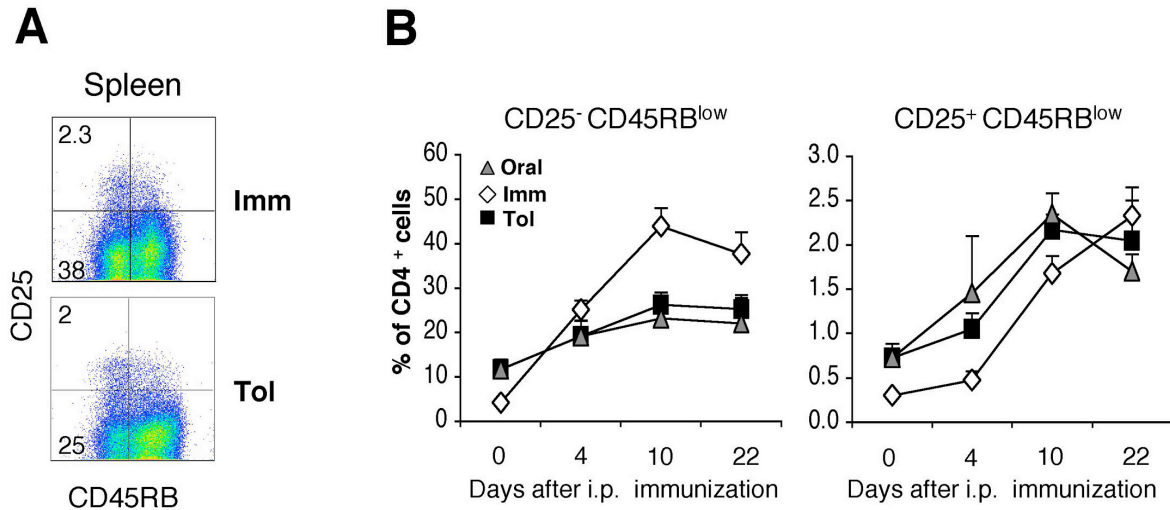 A
Spleen
2.3
38
Imm
2
25
Tol
CD25
CD45RB
B
CD25⁻ CD45RBˡᵒʷ
% of CD4⁺ cells
60
50
40
30
20
10
0
Oral
Imm
Tol
0 4 10 22
Days after i.p. immunization
CD25⁺ CD45RBˡᵒʷ
3.0
2.5
2.0
1.5
1.0
0.5
0.0
0 4 10 22
Days after i.p. immunization